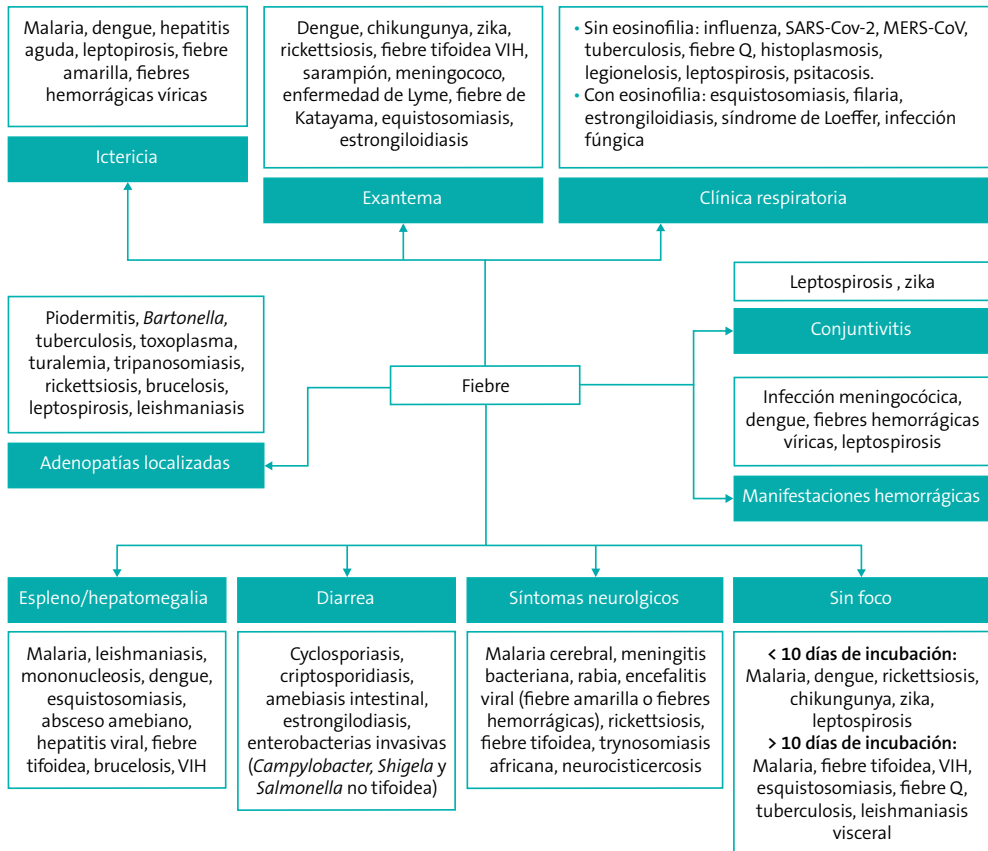 Malaria, dengue, hepatitis
aguda, leptopirosis, fiebre
amarilla, fiebres
hemorrágicas víricas
Ictericia
Dengue, chikungunya, zika,
rickettsiosis, fiebre tifoidea VIH,
sarampión, meningococo,
enfermedad de Lyme, fiebre de
Katayama, equistosomiasis,
estrongiloidiasis
Exantema
• Sin eosinofilia: influenza, SARS-Cov-2, MERS-CoV,
tuberculosis, fiebre Q, histoplasmosis,
legionelosis, leptospirosis, psitacosis.
• Con eosinofilia: esquistosomiasis, filaria,
estrongiloidiasis, síndrome de Loeffer, infección
fúngica
Clínica respiratoria
Piodermitis, Bartonella,
tuberculosis, toxoplasma,
turalemia, tripanosomiasis,
rickettsiosis, brucelosis,
leptospirosis, leishmaniasis
Adenopatías localizadas
Fiebre
Leptospirosis , zika
Conjuntivitis
Infección meningocócica,
dengue, fiebres hemorrágicas
víricas, leptospirosis
Manifestaciones hemorrágicas
Espleno/hepatomegalia
Malaria, leishmaniasis,
mononucleosis, dengue,
esquistosomiasis,
absceso amebiano,
hepatitis viral, fiebre
tifoidea, brucelosis, VIH
Diarrea
Cyclosporiasis,
criptosporidiasis,
amebiasis intestinal,
estrongilodiasis,
enterobacterias invasivas
(Campylobacter, Shigela y
Salmonella no tifoidea)
Síntomas neurolgicos
Malaria cerebral, meningitis
bacteriana, rabia, encefalitis
viral (fiebre amarilla o fiebres
hemorrágicas), rickettsiosis,
fiebre tifoidea, trynosomiasis
africana, neurocisticercosis
Sin foco
< 10 días de incubación:
Malaria, dengue, rickettsiosis,
chikungunya, zika,
leptospirosis
> 10 días de incubación:
Malaria, fiebre tifoidea, VIH,
esquistosomiasis, fiebre Q,
tuberculosis, leishmaniasis
visceral